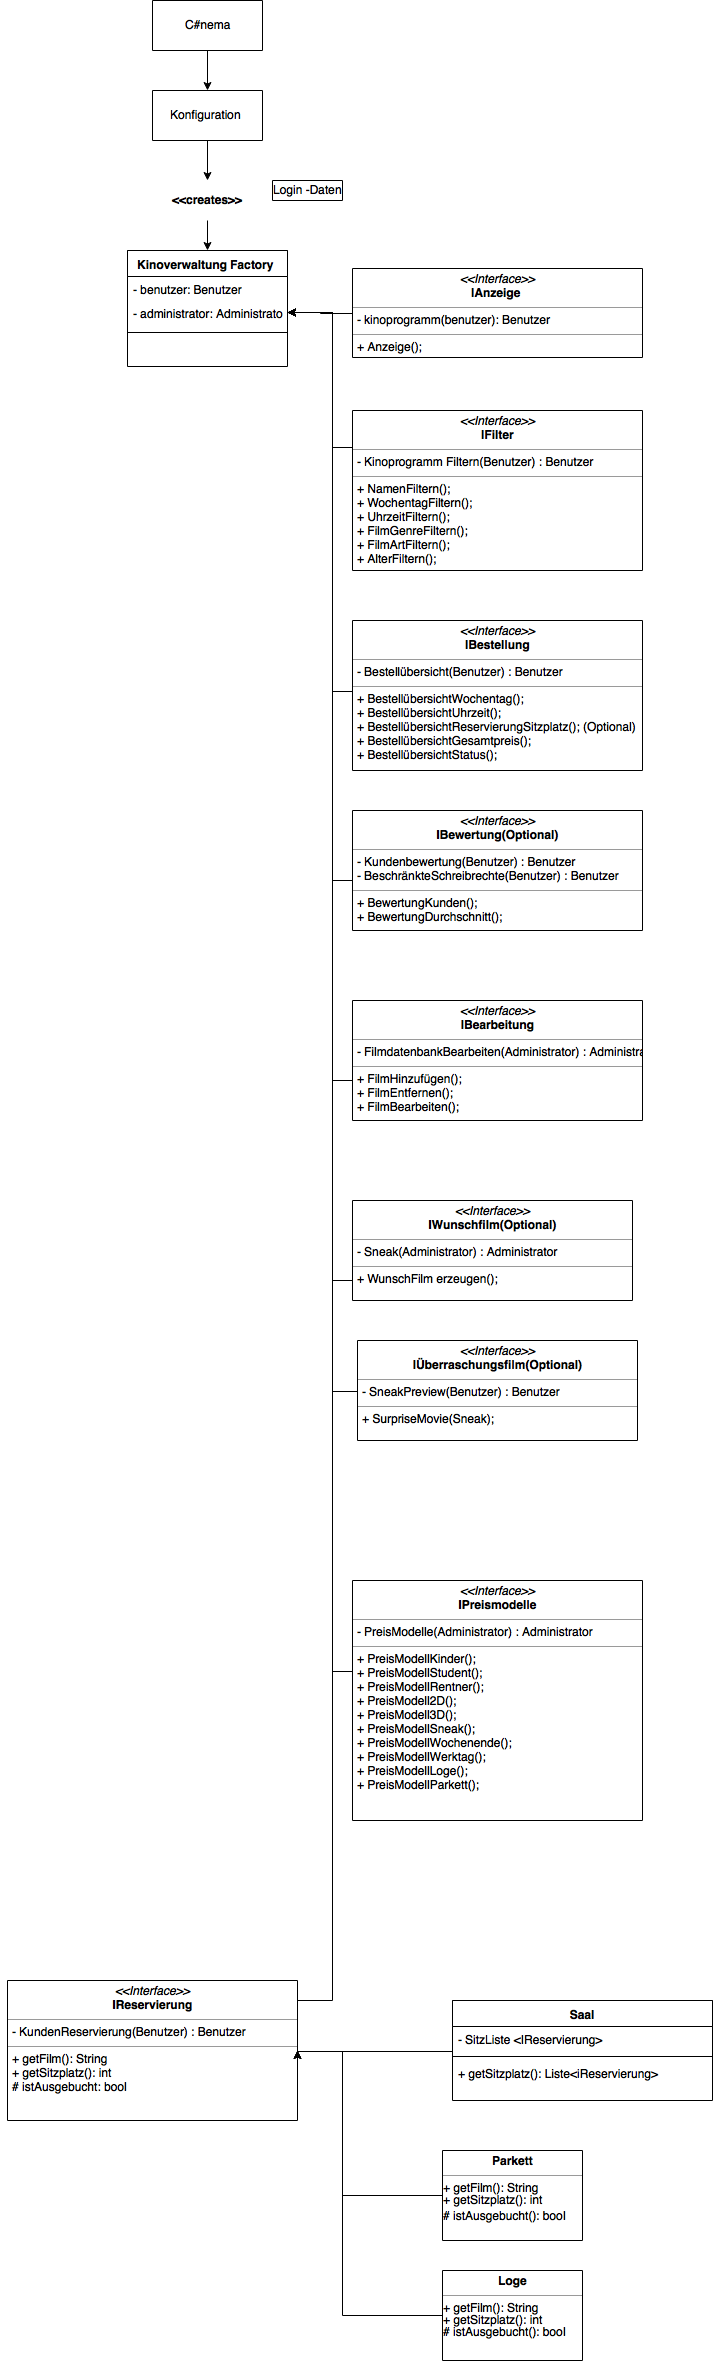 C#nema
Konfiguration
Login -Daten
<<creates>>
Kinoverwaltung Factory
- benutzer: Benutzer
- administrator: Administrato
<<Interface>>
IAnzeige
- kinoprogramm(benutzer): Benutzer
+ Anzeige();
<<Interface>>
IFilter
- Kinoprogramm Filtern(Benutzer) : Benutzer
+ NamenFiltern();
+ WochentagFiltern();
+ UhrzeitFiltern();
+ FilmGenreFiltern();
+ FilmArtFiltern();
+ AlterFiltern();
<<Interface>>
IBestellung
- Bestellübersicht(Benutzer) : Benutzer
+ BestellübersichtWochentag();
+ BestellübersichtUhrzeit();
+ BestellübersichtReservierungSitzplatz(); (Optional)
+ BestellübersichtGesamtpreis();
+ BestellübersichtStatus();
<<Interface>>
IBewertung(Optional)
- Kundenbewertung(Benutzer) : Benutzer
- BeschränkteSchreibrechte(Benutzer) : Benutzer
+ BewertungKunden();
+ BewertungDurchschnitt();
<<Interface>>
IBearbeitung
- FilmdatenbankBearbeiten(Administrator) : Administra
+ FilmHinzufügen();
+ FilmEntfernen();
+ FilmBearbeiten();
<<Interface>>
IWunschfilm(Optional)
- Sneak(Administrator) : Administrator
+ WunschFilm erzeugen();
<<Interface>>
IÜberraschungsfilm(Optional)
- SneakPreview(Benutzer) : Benutzer
+ SurpriseMovie(Sneak);
<<Interface>>
IPreismodelle
- PreisModelle(Administrator) : Administrator
+ PreisModellKinder();
+ PreisModellStudent();
+ PreisModellRentner();
+ PreisModell2D();
+ PreisModell3D();
+ PreisModellSneak();
+ PreisModellWochenende();
+ PreisModellWerktag();
+ PreisModellLoge();
+ PreisModellParkett();
<<Interface>>
IReservierung
- KundenReservierung(Benutzer) : Benutzer
+ getFilm(): String
+ getSitzplatz(): int
# istAusgebucht: bool
Saal
- SitzListe <IReservierung>
+ getSitzplatz(): Liste<iReservierung>
Parkett
+ getFilm(): String
+ getSitzplatz(): int
# istAusgebucht(): bool
Loge
+ getFilm(): String
+ getSitzplatz(): int
# istAusgebucht(): bool